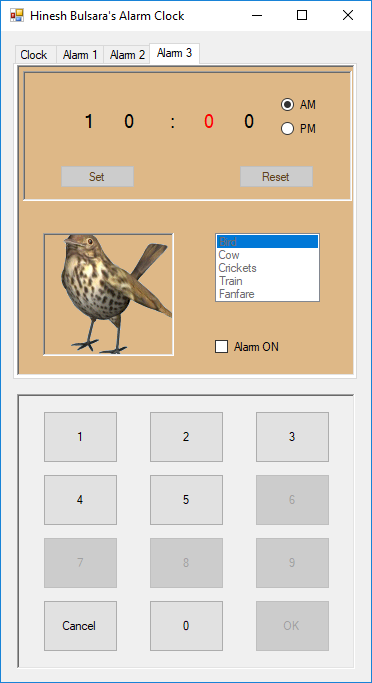 Hinesh Bulsara's Alarm Clock
Clock Alarm 1 Alarm 2 Alarm 3
1 0 : 0 0
AM
PM
Set Reset
Bird
Cow
Crickets
Train
Fanfare
Alarm ON
1 2 3
4 5 6
7 8 9
Cancel 0 OK